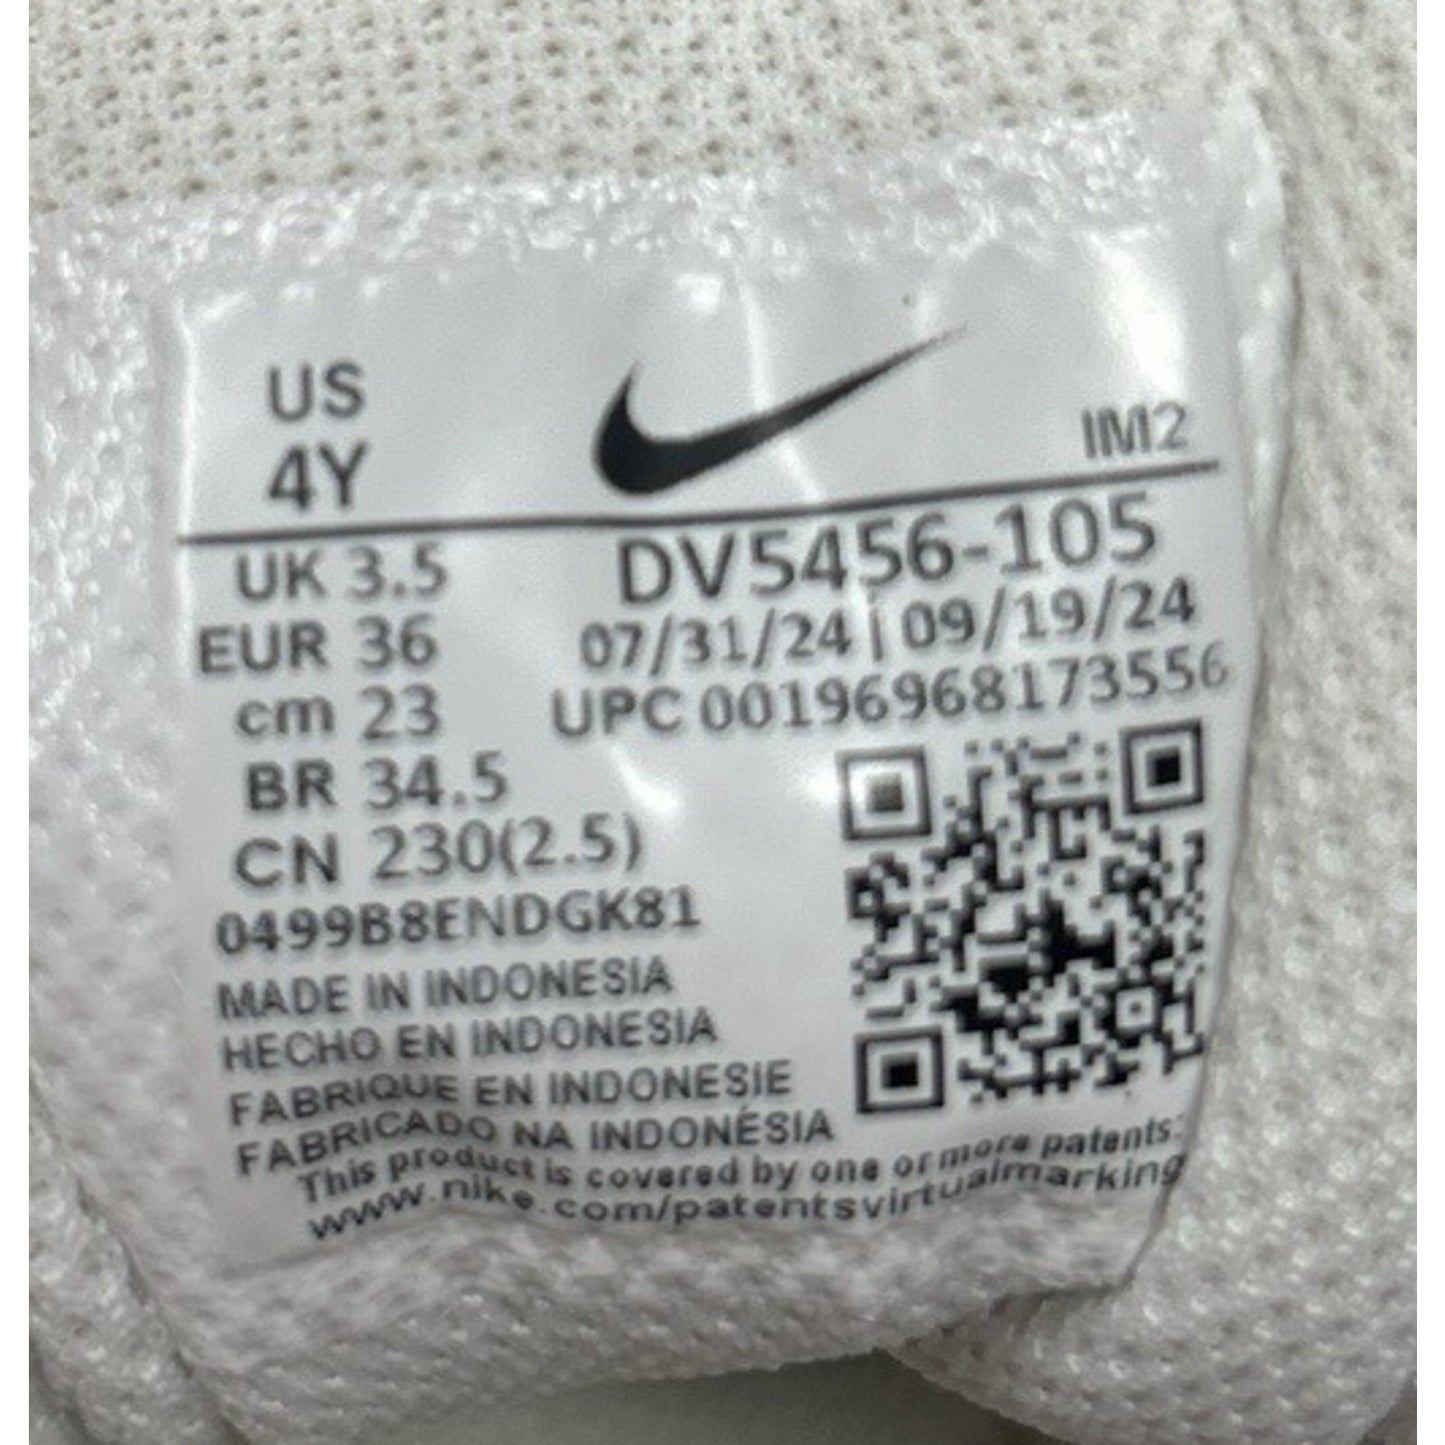 US
4Y
IM2
UK 3.5
EUR 36
cm 23
BR 34.5
CN 230(2.5)
DV5456-105
07/31/24 | 09/19/24
UPC 00196968173556
0499B8ENDGK81
MADE IN INDONESIA
HECHO EN INDONESIA
FABRIQUE EN INDONESIE
FABRICADO NA INDONÉSIA
This product is covered by one or more patents:
www.nike.com/patentsvirtualmarking